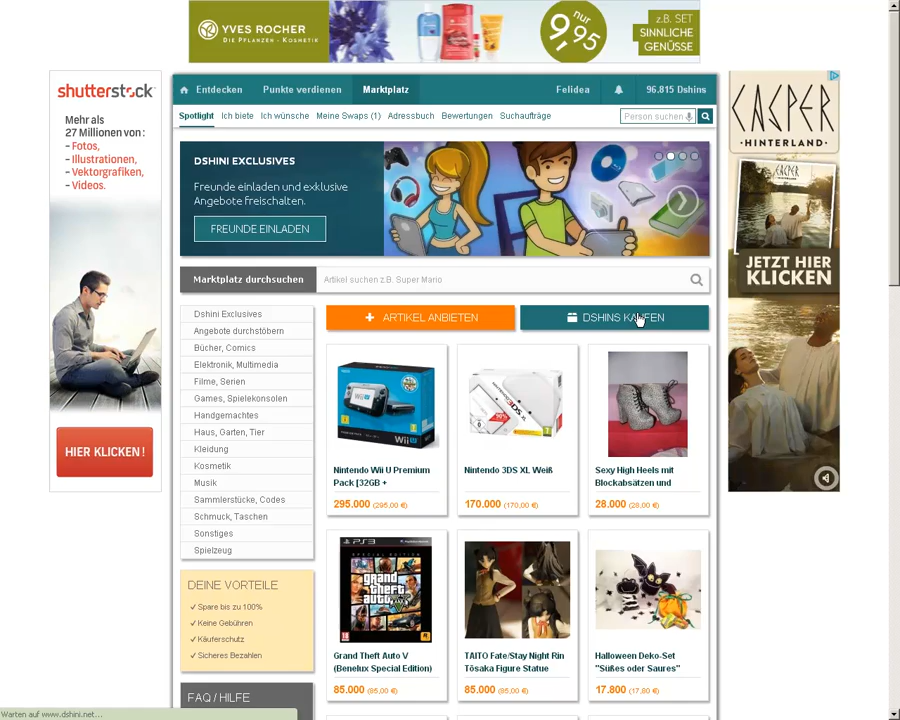 YVES ROCHER
DIE PFLANZEN - KOSMETIK
nur
9,95
z.B. SET
SINNLICHE
GENÜSSE
shutterstock
Mehr als
27 Millionen von:
– Fotos,
– Illustrationen,
– Vektorgrafiken,
– Videos.
HIER KLICKEN!
Entdecken Punkte verdienen Marktplatz Felidea 96.815 Dshins
Spotlight Ich biete Ich wünsche Meine Swaps (1) Adressbuch Bewertungen Suchaufträge Person suchen
DSHINI EXCLUSIVES
Freunde einladen und exklusive
Angebote freischalten.
FREUNDE EINLADEN
Marktplatz durchsuchen Artikel suchen z.B. Super Mario
Dshini Exclusives
Angebote durchstöbern
Bücher, Comics
Elektronik, Multimedia
Filme, Serien
Games, Spielekonsolen
Handgemachtes
Haus, Garten, Tier
Kleidung
Kosmetik
Musik
Sammlerstücke, Codes
Schmuck, Taschen
Sonstiges
Spielzeug
DEINE VORTEILE
✓ Spare bis zu 100%
✓ Keine Gebühren
✓ Käuferschutz
✓ Sicheres Bezahlen
FAQ / HILFE
+ ARTIKEL ANBIETEN DSHINS KAUFEN
Nintendo Wii U Premium
Pack [32GB +
295.000 (295,00 €)
Nintendo 3DS XL Weiß
170.000 (170,00 €)
Sexy High Heels mit
Blockabsätzen und
28.000 (28,00 €)
Grand Theft Auto V
(Benelux Special Edition)
85.000 (85,00 €)
TAITO Fate/Stay Night Rin
Tōsaka Figure Statue
85.000 (85,00 €)
Halloween Deko-Set
"Süßes oder Saures"
17.800 (17,80 €)
CASPER
·HINTERLAND·
JETZT HIER
KLICKEN
Warten auf www.dshini.net...